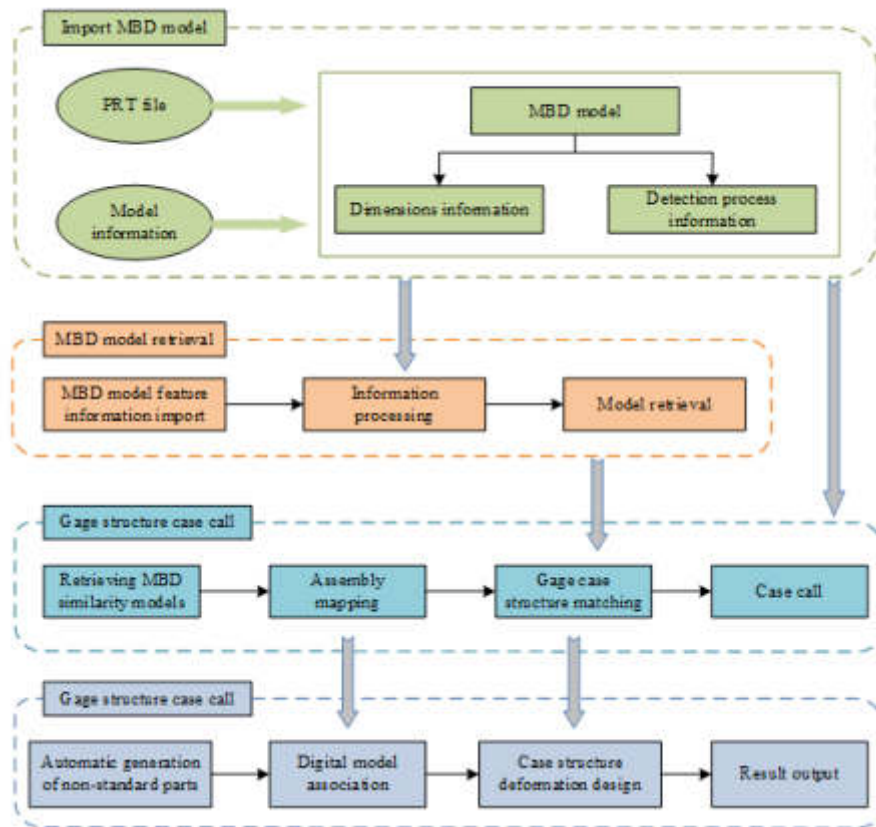 Import MBD model
PRT file
MBD model
Dimensions information
Detection process
information
Model
information
MBD model retrieval
MBD model feature
information import
Information
processing
Model retrieval
Gage structure case call
Retrieving MBD
similarity models
Assembly
mapping
Gage case
structure matching
Case call
Gage structure case call
Automatic generation
of non-standard parts
Digital model
association
Case structure
deformation design
Result output